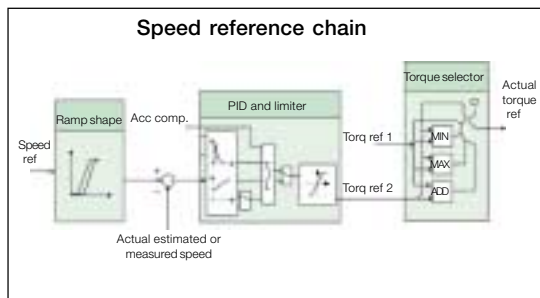 Speed reference chain
Torque selector
Actual
torque
ref
PID and limiter
Ramp shape
Acc comp.
Speed
ref
Torq ref 1
MIN
MAX
Torq ref 2
ADD
Actual estimated or
measured speed